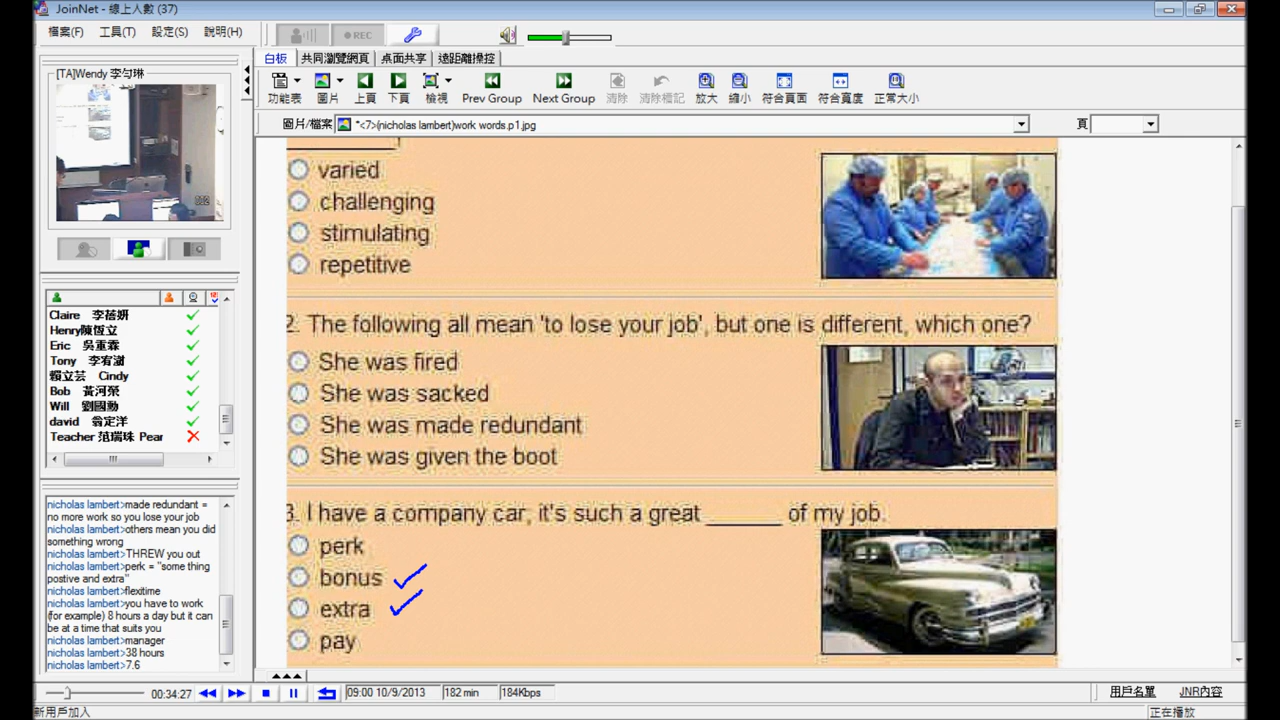 JoinNet - 線上人數 (37)
檔案(F) 工具(T) 設定(S) 說明(H)
REC
[TA]Wendy 李勻琳
白板 共同瀏覽網頁 桌面共享 遠距離操控
功能表 圖片 上頁 下頁 檢視 Prev Group Next Group 清除 清除標記 放大 縮小 符合頁面 符合寬度 正常大小
圖片/檔案 *<7>(nicholas lambert)work words.p1.jpg 頁
varied
challenging
stimulating
repetitive
2. The following all mean 'to lose your job', but one is different, which one?
She was fired
She was sacked
She was made redundant
She was given the boot
3. I have a company car, it's such a great ______ of my job.
perk
bonus
extra
pay
Claire 李蓓妍
Henry陳恆立
Eric 吳重霖
Tony 李宥澍
賴立芸 Cindy
Bob 黃河榮
Will 劉國勳
david 翁定洋
Teacher 范瑞珠 Pear
nicholas lambert>made redundant =
no more work so you lose your job
nicholas lambert>others mean you did
something wrong
nicholas lambert>THREW you out
nicholas lambert>perk = "some thing
postive and extra"
nicholas lambert>flexitime
nicholas lambert>you have to work
(for example) 8 hours a day but it can
be at a time that suits you
nicholas lambert>manager
nicholas lambert>38 hours
nicholas lambert>7.6
00:34:27 09:00 10/9/2013 182 min 184Kbps 用戶名單 JNR內容
新用戶加入 正在播放